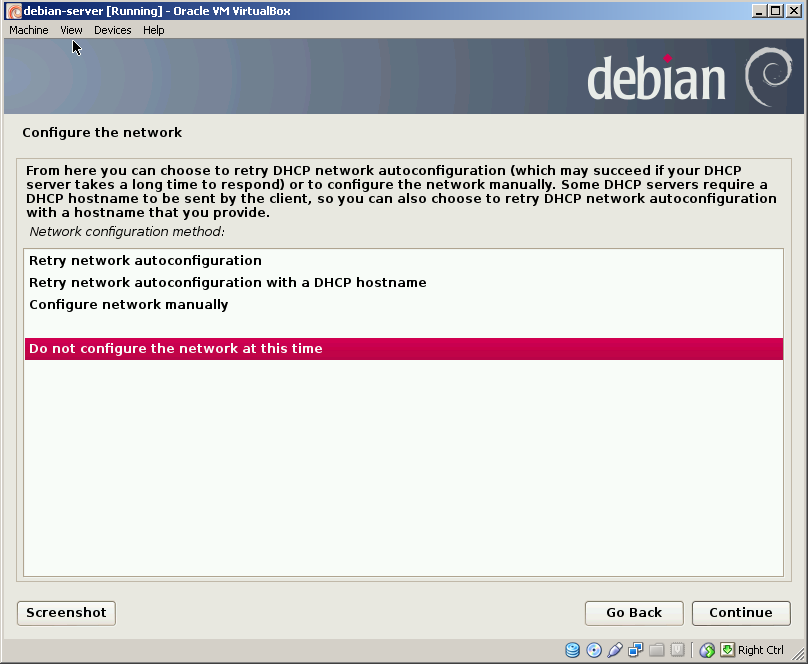 debian-server [Running] - Oracle VM VirtualBox
Machine View Devices Help
debian
Configure the network
From here you can choose to retry DHCP network autoconfiguration (which may succeed if your DHCP
server takes a long time to respond) or to configure the network manually. Some DHCP servers require a
DHCP hostname to be sent by the client, so you can also choose to retry DHCP network autoconfiguration
with a hostname that you provide.
Network configuration method:
Retry network autoconfiguration
Retry network autoconfiguration with a DHCP hostname
Configure network manually
Do not configure the network at this time
Screenshot Go Back Continue
Right Ctrl